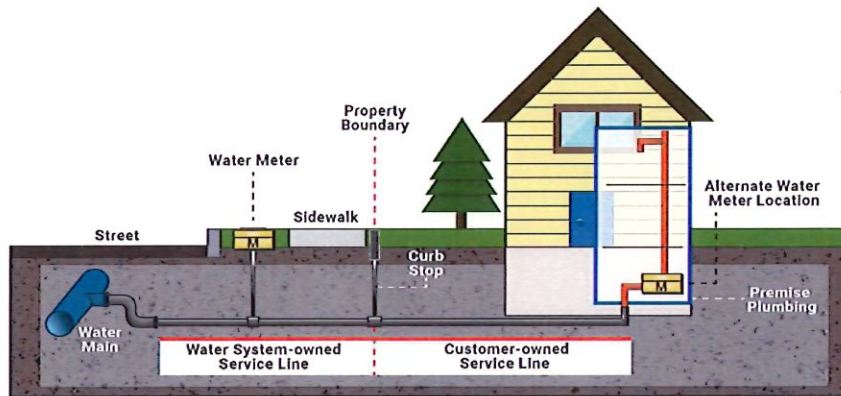 Property
Boundary
Water Meter
Sidewalk
Alternate Water
Meter Location
Street
M
Curb
Stop
M
Premise
Plumbing
Water
Main
Water System-owned
Service Line
Customer-owned
Service Line